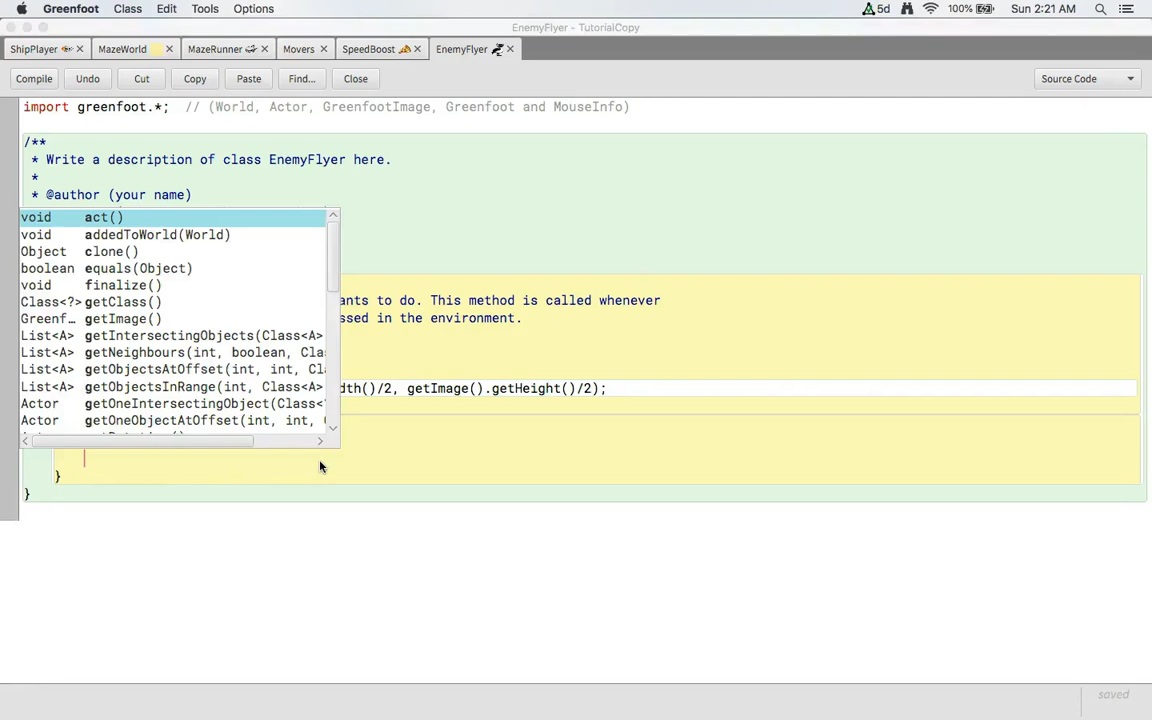 Greenfoot Class Edit Tools Options 5d 100% Sun 2:21 AM
EnemyFlyer - TutorialCopy
ShipPlayer MazeWorld MazeRunner Movers SpeedBoost EnemyFlyer
Compile Undo Cut Copy Paste Find... Close Source Code
import greenfoot.*; // (World, Actor, GreenfootImage, Greenfoot and MouseInfo)
/**
* Write a description of class EnemyFlyer here.
*
* @author (your name)
void act()
void addedToWorld(World)
Object clone()
boolean equals(Object)
void finalize()
Class<?> getClass()
ants to do. This method is called whenever
Greenf… getImage()
ssed in the environment.
List<A> getIntersectingObjects(Class<A>
List<A> getNeighbours(int, boolean, Cla
List<A> getObjectsAtOffset(int, int, Cl
List<A> getObjectsInRange(int, Class<A>
dth()/2, getImage().getHeight()/2);
Actor getOneIntersectingObject(Class<?
Actor getOneObjectAtOffset(int, int,
}
}
saved